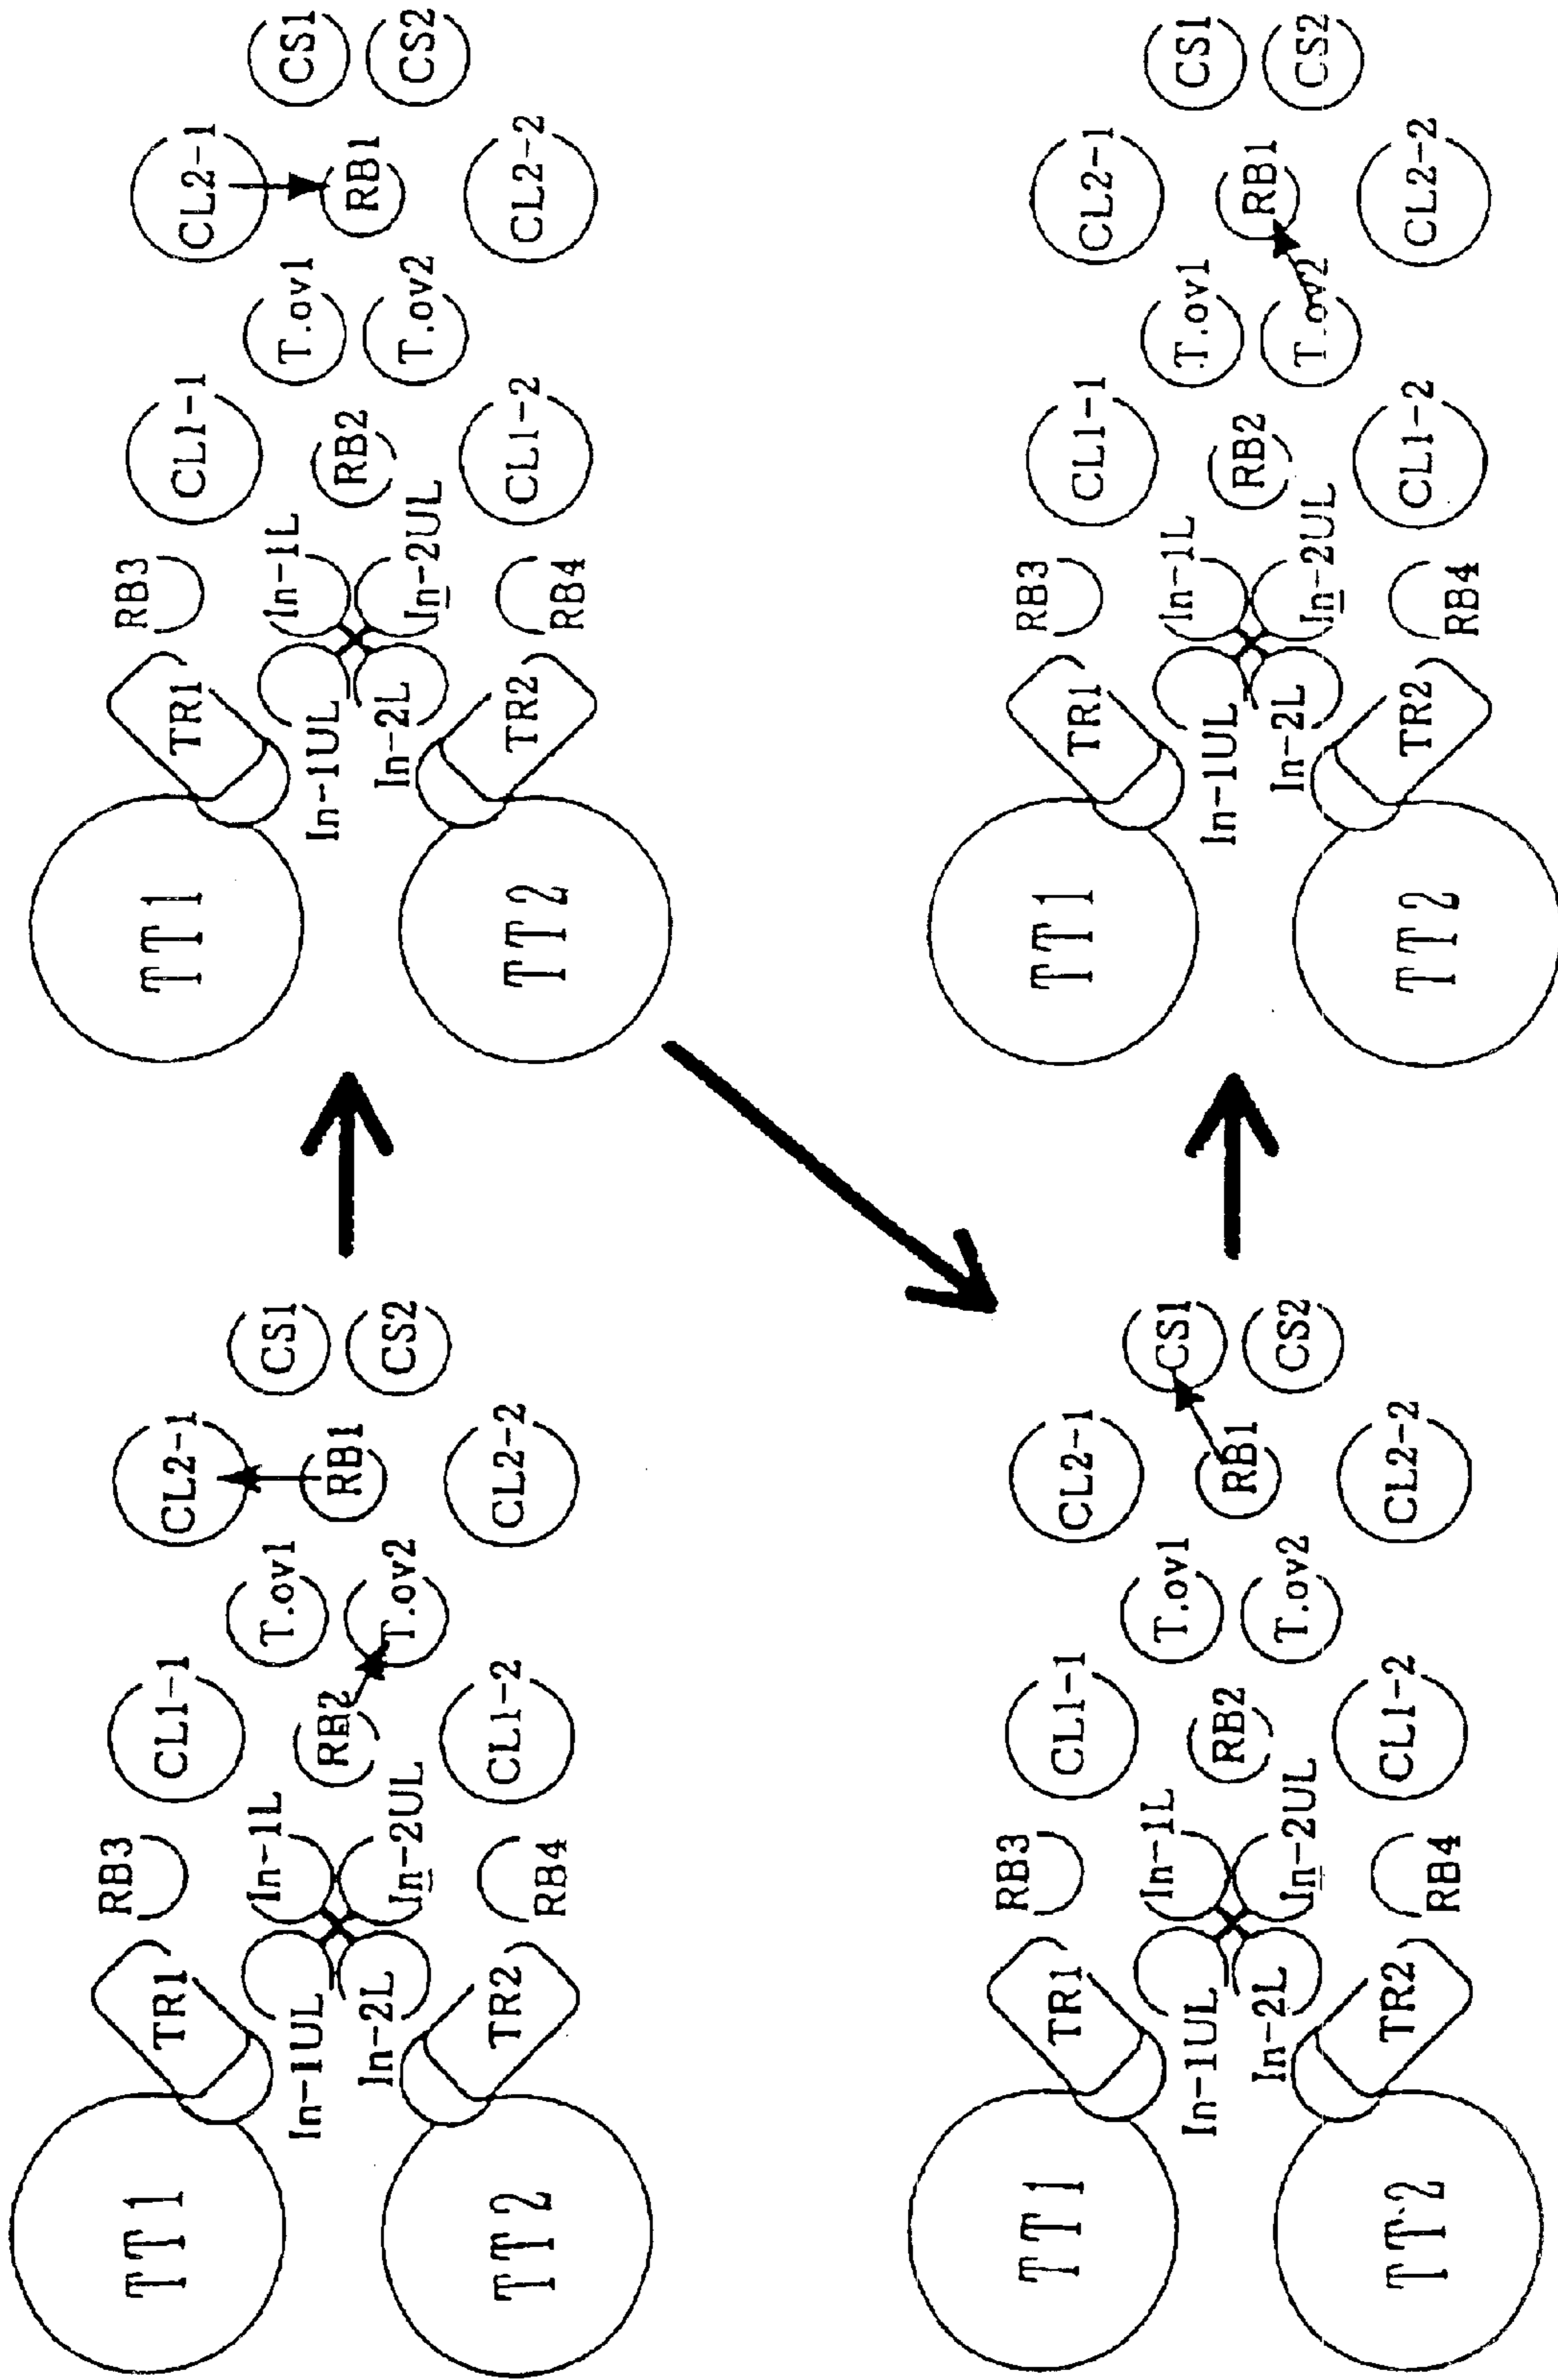 TT1
TT2
TR1
TR2
In-1UL
In-2L
RB3
RB4
In-1L
In-2UL
CL1-1
RB2
CL1-2
T.ov1
T.ov2
CL2-1
RB1
CL2-2
CS1
CS2
TT1
TT2
TR1
TR2
In-1UL
In-2L
RB3
RB4
In-1L
In-2UL
CL1-1
RB2
CL1-2
T.ov1
T.ov2
CL2-1
RB1
CL2-2
CS1
CS2
TT1
TT2
TR1
TR2
In-1UL
In-2L
RB3
RB4
In-1L
In-2UL
CL1-1
RB2
CL1-2
T.ov1
T.ov2
CL2-1
RB1
CL2-2
CS1
CS2
TT1
TT2
TR1
TR2
In-1UL
In-2L
RB3
RB4
In-1L
In-2UL
CL1-1
RB2
CL1-2
T.ov1
T.ov2
CL2-1
RB1
CL2-2
CS1
CS2